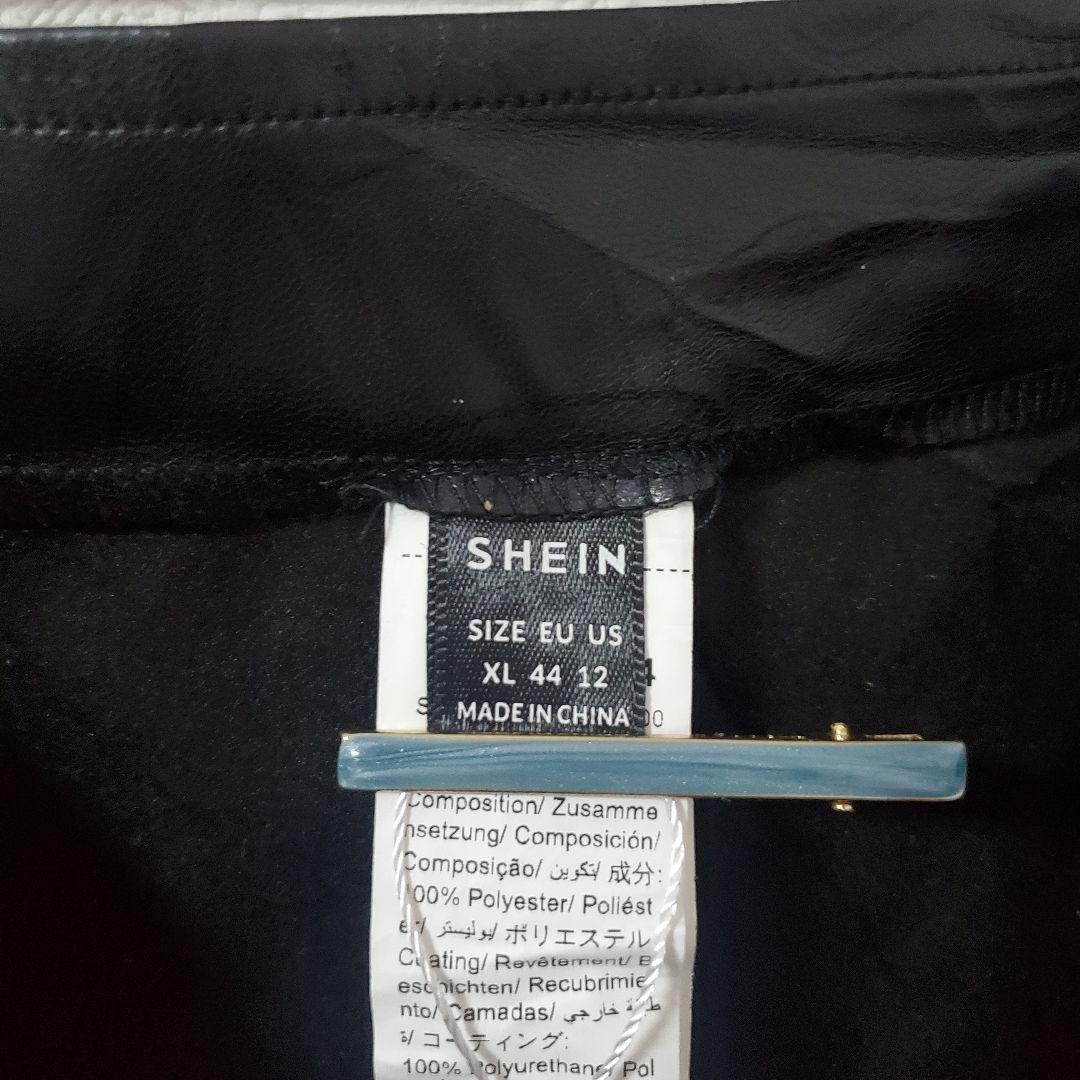 SHEIN
SIZE EU US
XL 44 12
MADE IN CHINA
Composition/ Zusamme
nsetzung/ Composición/
Composição/ تكوين/ 成分:
100% Polyester/ Poliést
er/ بوليستر/ ポリエステル
Coating/ Revêtement/ B
eschichten/ Recubrimie
nto/ Camadas/ طبقة خارجي
ة/ コーティング:
100% Polyurethane/ Pol